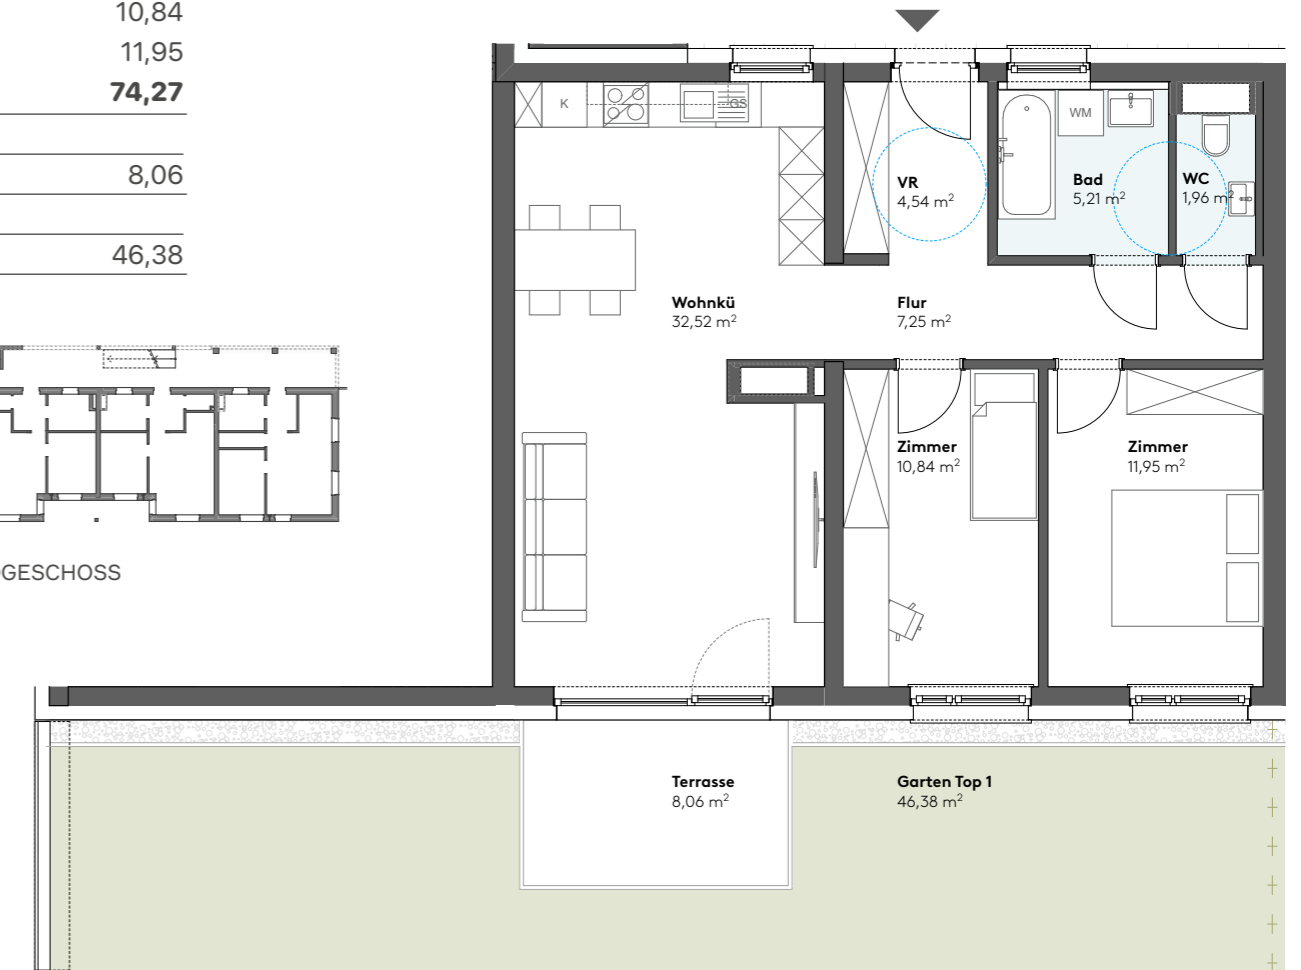 10,84
11,95
74,27
8,06
46,38
GESCHOSS
K
GS
WM
VR
4,54 m²
Bad
5,21 m²
WC
1,96 m²
Wohnkü
32,52 m²
Flur
7,25 m²
Zimmer
10,84 m²
Zimmer
11,95 m²
Terrasse
8,06 m²
Garten Top 1
46,38 m²